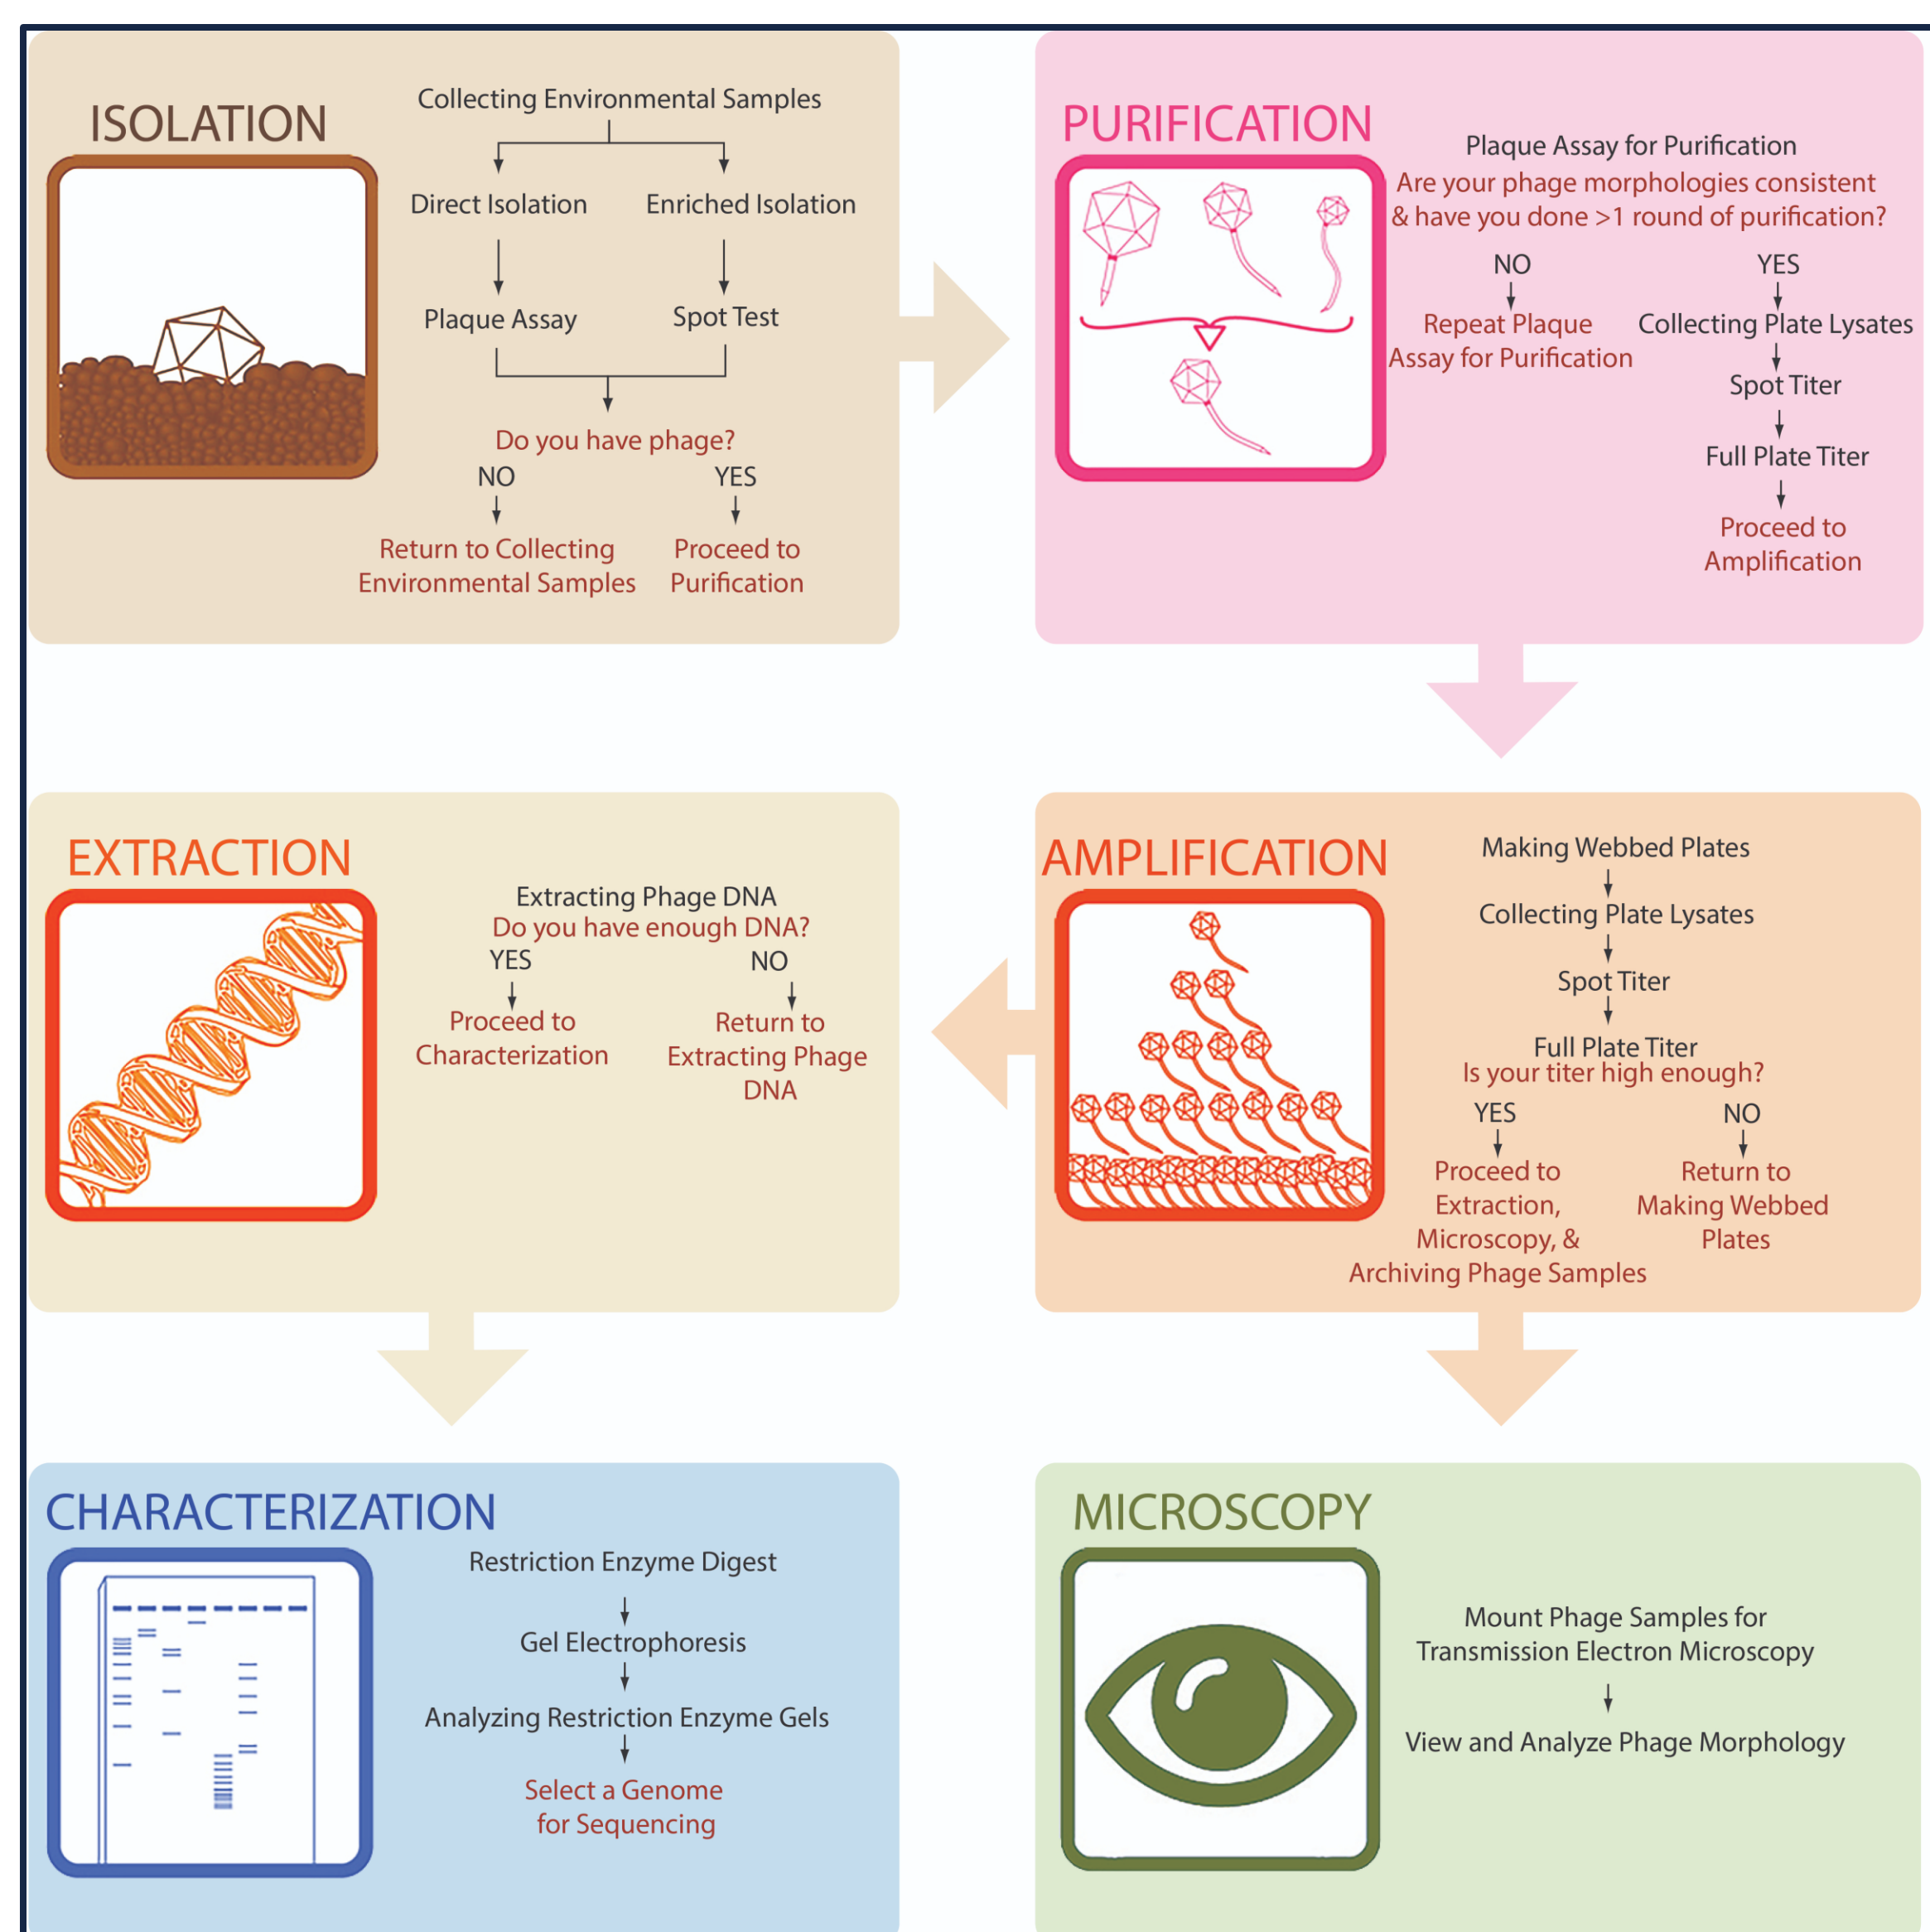 ISOLATION
Collecting Environmental Samples
Direct Isolation
Enriched Isolation
Plaque Assay
Spot Test
Do you have phage?
NO
YES
Return to Collecting
Environmental Samples
Proceed to
Purification
PURIFICATION
Plaque Assay for Purification
Are your phage morphologies consistent
& have you done >1 round of purification?
NO
YES
Repeat Plaque
Assay for Purification
Collecting Plate Lysates
Spot Titer
Full Plate Titer
Proceed to
Amplification
EXTRACTION
Extracting Phage DNA
Do you have enough DNA?
YES
NO
Proceed to
Characterization
Return to
Extracting Phage
DNA
AMPLIFICATION
Making Webbed Plates
Collecting Plate Lysates
Spot Titer
Full Plate Titer
Is your titer high enough?
YES
NO
Proceed to
Extraction,
Microscopy, &
Archiving Phage Samples
Return to
Making Webbed
Plates
CHARACTERIZATION
Restriction Enzyme Digest
Gel Electrophoresis
Analyzing Restriction Enzyme Gels
Select a Genome
for Sequencing
MICROSCOPY
Mount Phage Samples for
Transmission Electron Microscopy
View and Analyze Phage Morphology